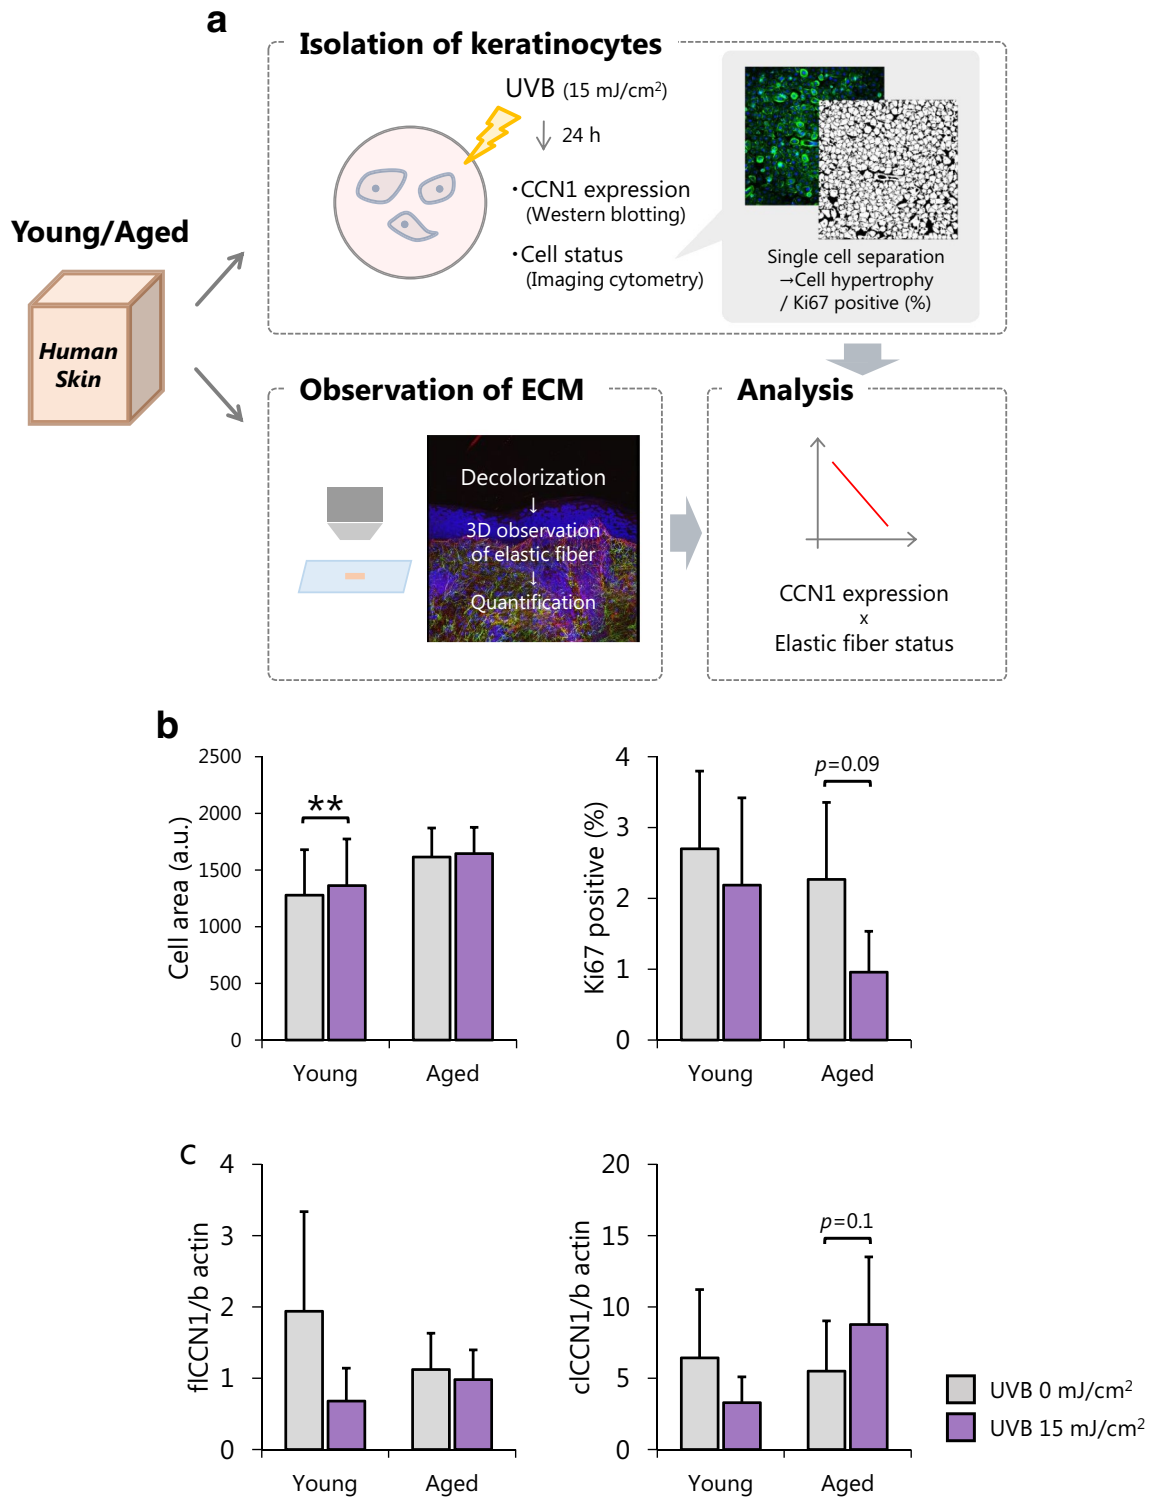 a
Isolation of keratinocytes
UVB (15 mJ/cm²)
24 h
・CCN1 expression
(Western blotting)
・Cell status
(Imaging cytometry)
Single cell separation
→Cell hypertrophy
/ Ki67 positive (%)
Young/Aged
Human
Skin
Observation of ECM
Decolorization
↓
3D observation
of elastic fiber
↓
Quantification
Analysis
CCN1 expression
x
Elastic fiber status
b
Cell area (a.u.)
2500
2000
1500
1000
500
0
**
Young
Aged
Ki67 positive (%)
4
3
2
1
0
p=0.09
Young
Aged
c
flCCN1/b actin
4
3
2
1
0
Young
Aged
clCCN1/b actin
20
15
10
5
0
p=0.1
Young
Aged
UVB 0 mJ/cm²
UVB 15 mJ/cm²